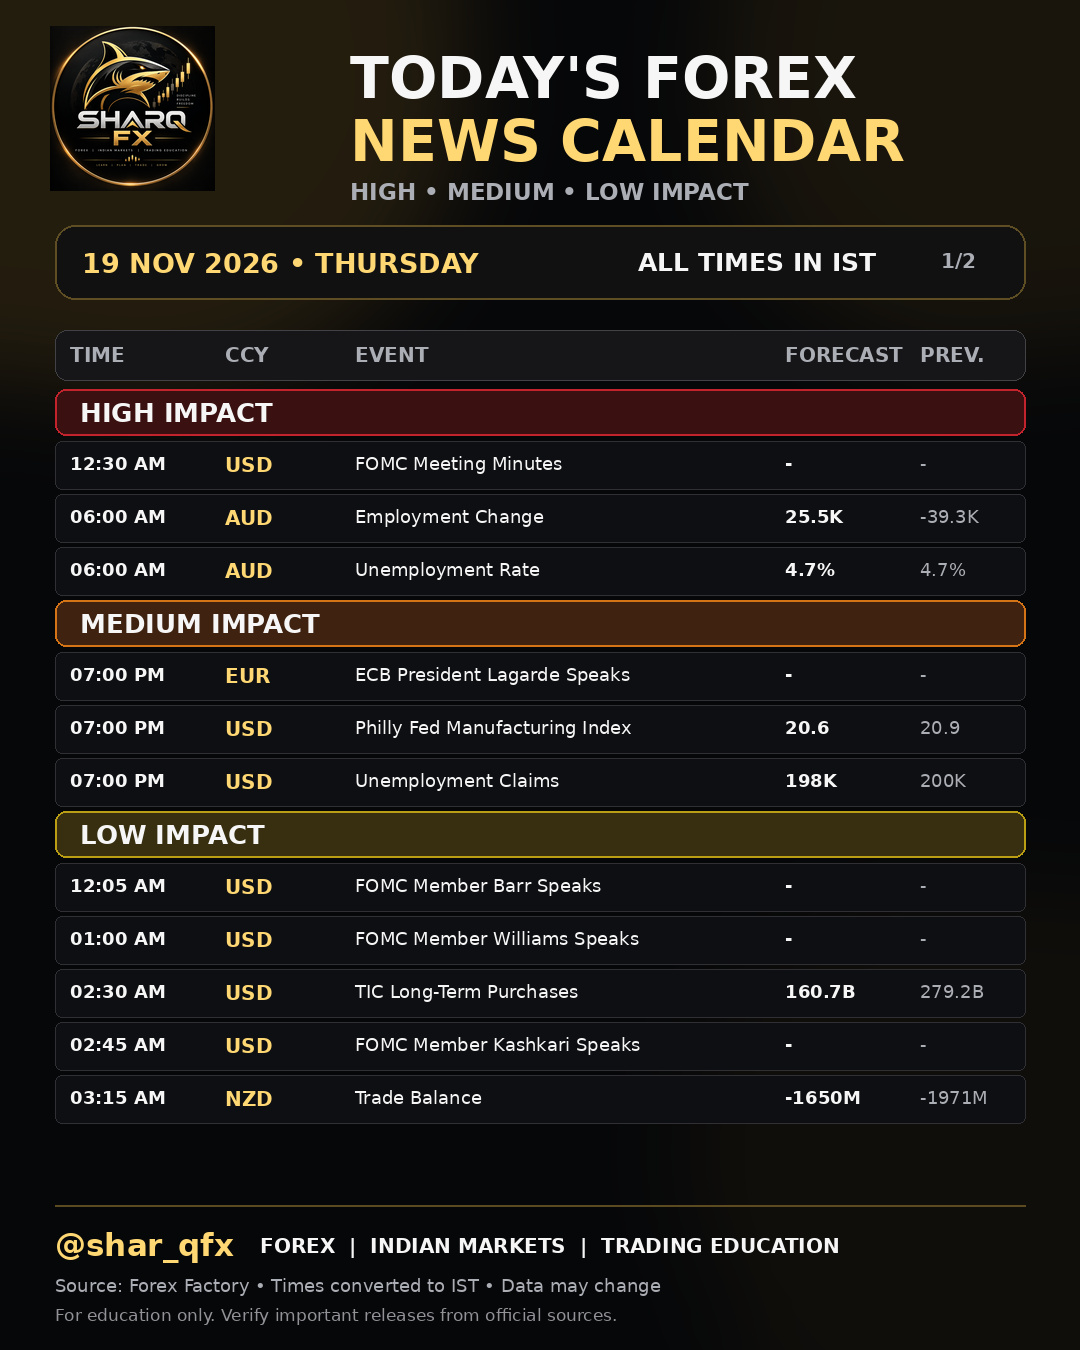 SHARQ
FX
FOREX | INDIAN MARKETS | TRADING EDUCATION
TODAY'S FOREX
NEWS CALENDAR
HIGH • MEDIUM • LOW IMPACT
19 NOV 2026 • THURSDAY ALL TIMES IN IST 1/2
TIME CCY EVENT FORECAST PREV.
HIGH IMPACT
12:30 AM USD FOMC Meeting Minutes - -
06:00 AM AUD Employment Change 25.5K -39.3K
06:00 AM AUD Unemployment Rate 4.7% 4.7%
MEDIUM IMPACT
07:00 PM EUR ECB President Lagarde Speaks - -
07:00 PM USD Philly Fed Manufacturing Index 20.6 20.9
07:00 PM USD Unemployment Claims 198K 200K
LOW IMPACT
12:05 AM USD FOMC Member Barr Speaks - -
01:00 AM USD FOMC Member Williams Speaks - -
02:30 AM USD TIC Long-Term Purchases 160.7B 279.2B
02:45 AM USD FOMC Member Kashkari Speaks - -
03:15 AM NZD Trade Balance -1650M -1971M
@shar_qfx FOREX | INDIAN MARKETS | TRADING EDUCATION
Source: Forex Factory • Times converted to IST • Data may change
For education only. Verify important releases from official sources.